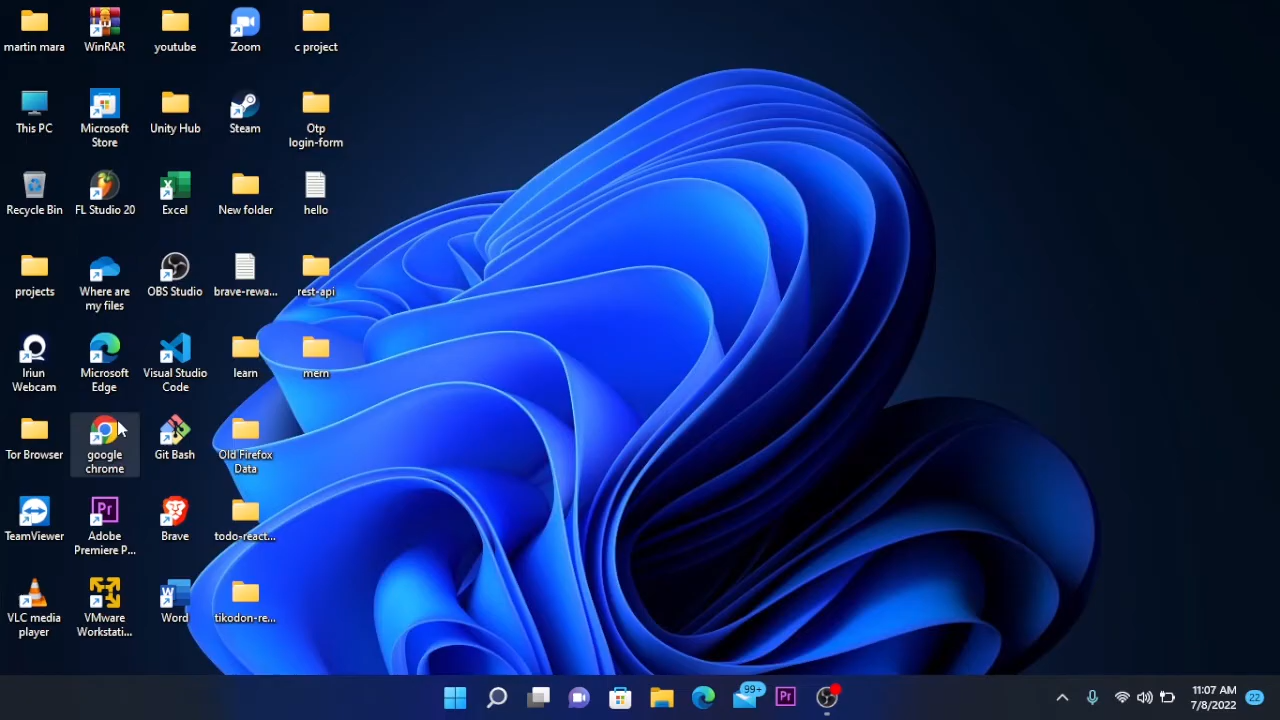 martin mara
WinRAR
youtube
Zoom
c project
This PC
Microsoft
Store
Unity Hub
Steam
Otp
login-form
Recycle Bin
FL Studio 20
Excel
New folder
hello
projects
Where are
my files
OBS Studio
brave-rewa...
rest-api
Iriun
Webcam
Microsoft
Edge
Visual Studio
Code
learn
mern
Tor Browser
google
chrome
Git Bash
Old Firefox
Data
TeamViewer
Adobe
Premiere P...
Brave
todo-react...
VLC media
player
VMware
Workstati...
Word
tikodon-re...
99+
Pr
11:07 AM
7/8/2022
22